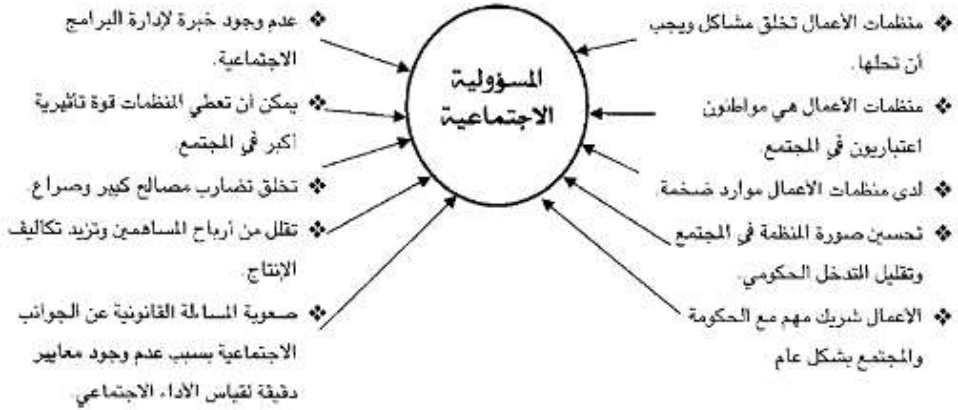 ❖ منظمات الأعمال تخلق مشاكل ويجب
أن تحلها.
❖ منظمات الأعمال هي مواطنون
اعتباريون في المجتمع.
❖ لدى منظمات الأعمال موارد ضخمة.
❖ تحسين صورة المنظمة في المجتمع
وتقليل التدخل الحكومي.
❖ الأعمال شريك مهم مع الحكومة
والمجتمع بشكل عام
المسؤولية
الاجتماعية
❖ عدم وجود خبرة لإدارة البرامج
الاجتماعية.
❖ يمكن أن تعطي المنظمات قوة تأثيرية
أكبر في المجتمع.
❖ تخلق تضارب مصالح كبير وصراع.
❖ تقلل من أرباح المساهمين وتزيد تكاليف
الإنتاج.
❖ صعوبة المساءلة القانونية عن الجوانب
الاجتماعية بسبب عدم وجود معايير
دقيقة لقياس الأداء الاجتماعي.